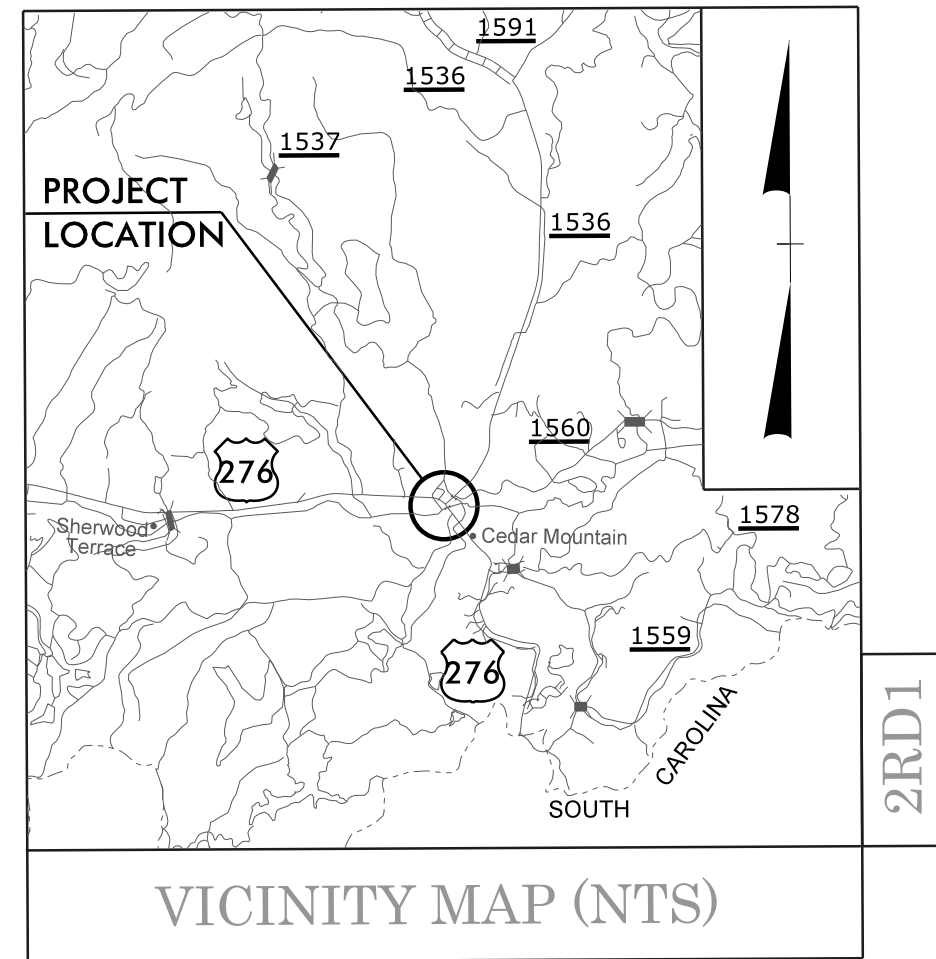 1591
1536
1537
PROJECT
LOCATION
1536
1560
276
1578
Sherwood
Terrace
Cedar Mountain
1559
276
CAROLINA
SOUTH
2RD1
VICINITY MAP (NTS)